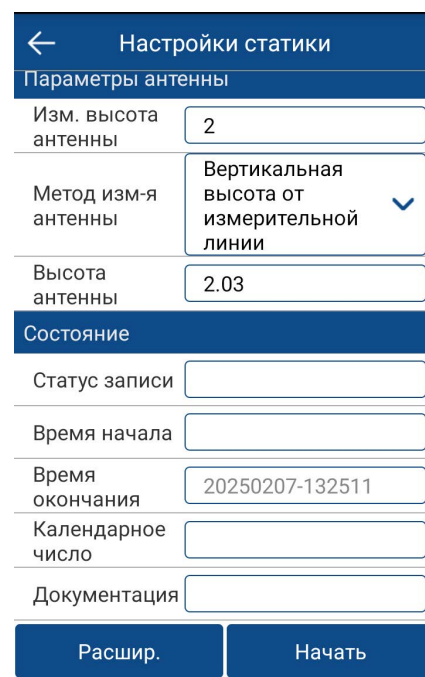 Настройки статики
Параметры антенны
Изм. высота
антенны
2
Метод изм-я
антенны
Вертикальная
высота от
измерительной
линии
Высота
антенны
2.03
Состояние
Статус записи
Время начала
Время
окончания
20250207-132511
Календарное
число
Документация
Расшир.
Начать